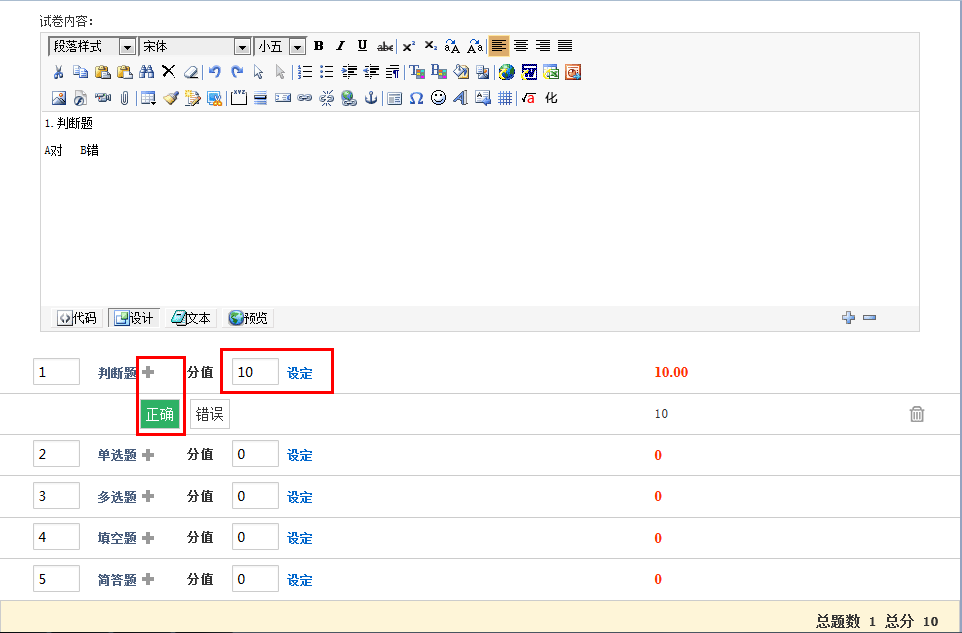 试卷内容：
段落样式 宋体 小五 B I U abc X² X₂ aA Aa
1.判断题
A对 B错
代码 设计 文本 预览
1 判断题 分值 10 设定 10.00
正确 错误 10
2 单选题 分值 0 设定 0
3 多选题 分值 0 设定 0
4 填空题 分值 0 设定 0
5 简答题 分值 0 设定 0
总题数 1 总分 10